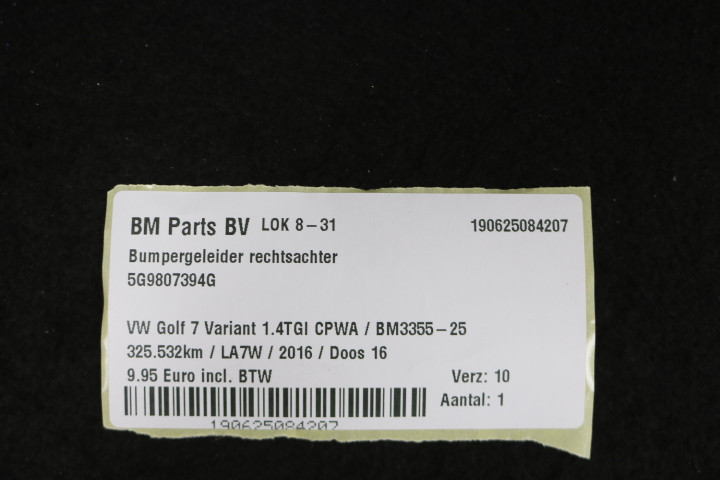 BM Parts BV LOK 8-31 190625084207
Bumpergeleider rechtsachter
5G9807394G
VW Golf 7 Variant 1.4TGI CPWA / BM3355-25
325.532km / LA7W / 2016 / Doos 16
9.95 Euro incl. BTW Verz: 10
Aantal: 1
190625084207